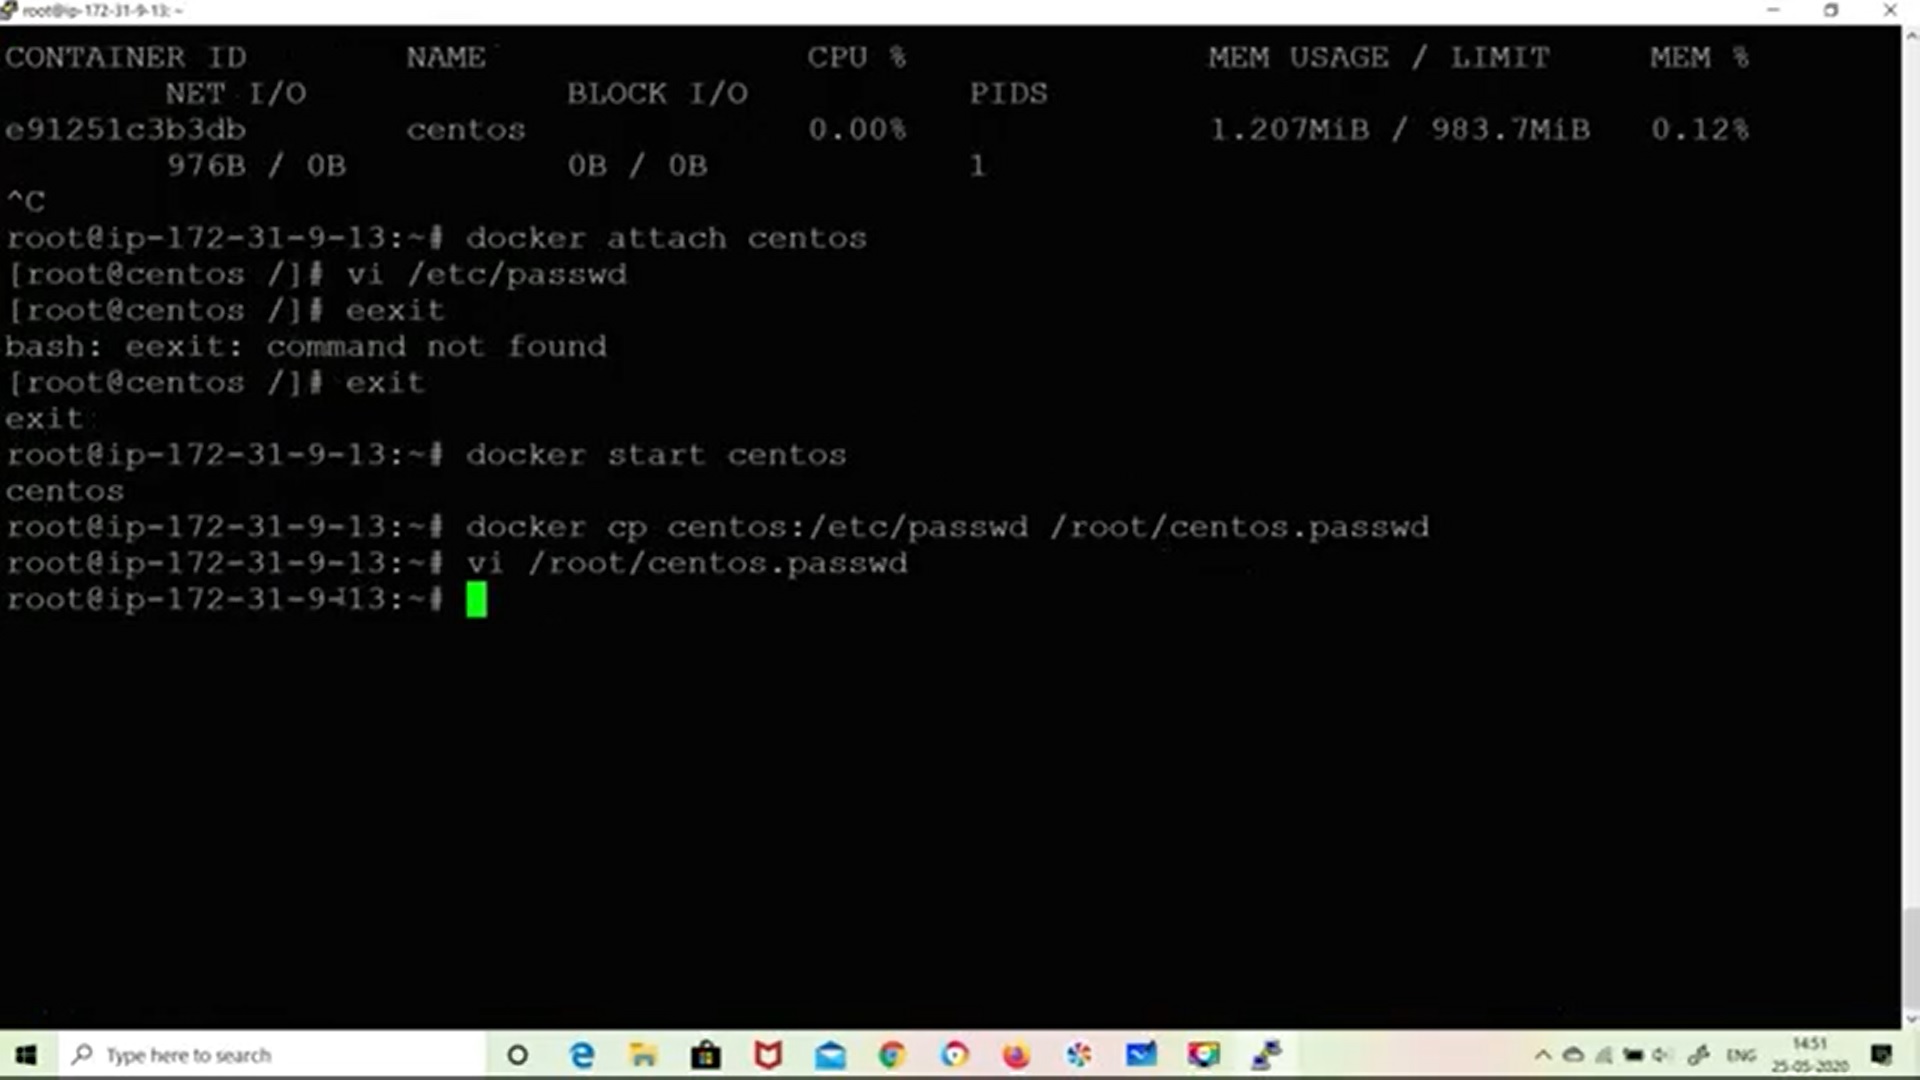 root@ip-172-31-9-13: ~
CONTAINER ID NAME CPU % MEM USAGE / LIMIT MEM %
NET I/O BLOCK I/O PIDS
e91251c3b3db centos 0.00% 1.207MiB / 983.7MiB 0.12%
976B / 0B 0B / 0B 1
^C
root@ip-172-31-9-13:~# docker attach centos
[root@centos /]# vi /etc/passwd
[root@centos /]# eexit
bash: eexit: command not found
[root@centos /]# exit
exit
root@ip-172-31-9-13:~# docker start centos
centos
root@ip-172-31-9-13:~# docker cp centos:/etc/passwd /root/centos.passwd
root@ip-172-31-9-13:~# vi /root/centos.passwd
root@ip-172-31-9-13:~#
Type here to search
ENG
14:51
25-05-2020